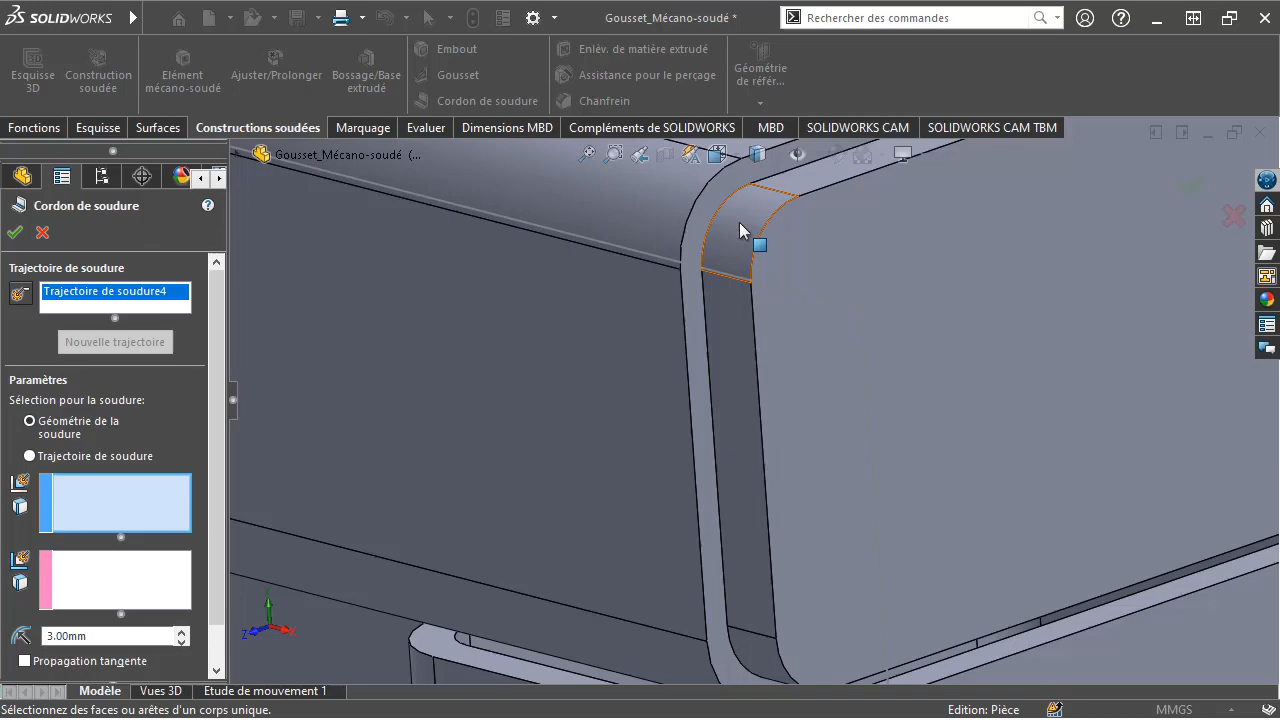 SOLIDWORKS
Gousset_Mécano-soudé *
Rechercher des commandes
Esquisse 3D
Construction soudée
Elément mécano-soudé
Ajuster/Prolonger
Bossage/Base extrudé
Embout
Gousset
Cordon de soudure
Enlèv. de matière extrudé
Assistance pour le perçage
Chanfrein
Géométrie de référ...
Fonctions
Esquisse
Surfaces
Constructions soudées
Marquage
Evaluer
Dimensions MBD
Compléments de SOLIDWORKS
MBD
SOLIDWORKS CAM
SOLIDWORKS CAM TBM
Gousset_Mécano-soudé (...
Cordon de soudure
Trajectoire de soudure
Trajectoire de soudure4
Nouvelle trajectoire
Paramètres
Sélection pour la soudure:
Géométrie de la
soudure
Trajectoire de soudure
3.00mm
Propagation tangente
Y
Z
X
Modèle
Vues 3D
Etude de mouvement 1
Sélectionnez des faces ou arêtes d'un corps unique.
Edition: Pièce
MMGS